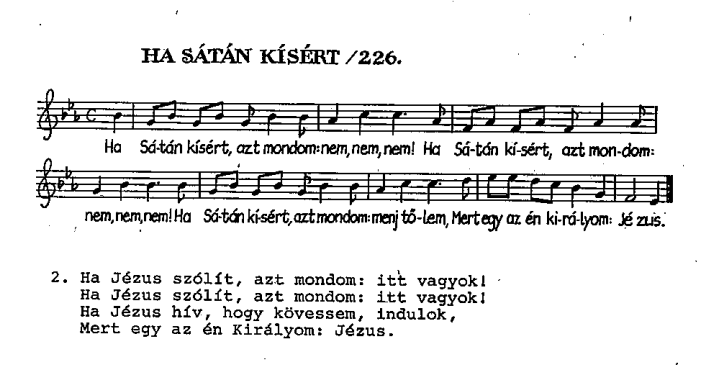 HA SÁTÁN KÍSÉRT /226.
Ha Sá-tán kísért, azt mondom: nem, nem, nem! Ha Sá-tán kí-sért, azt mon-dom:
nem, nem, nem! Ha Sá-tán kí-sért, azt mondom: menj tő-lem, Mert egy az én ki-rá-lyom: Jé zus.
2. Ha Jézus szólít, azt mondom: itt vagyok!
Ha Jézus szólít, azt mondom: itt vagyok!
Ha Jézus hív, hogy kövessem, indulok,
Mert egy az én Királyom: Jézus.